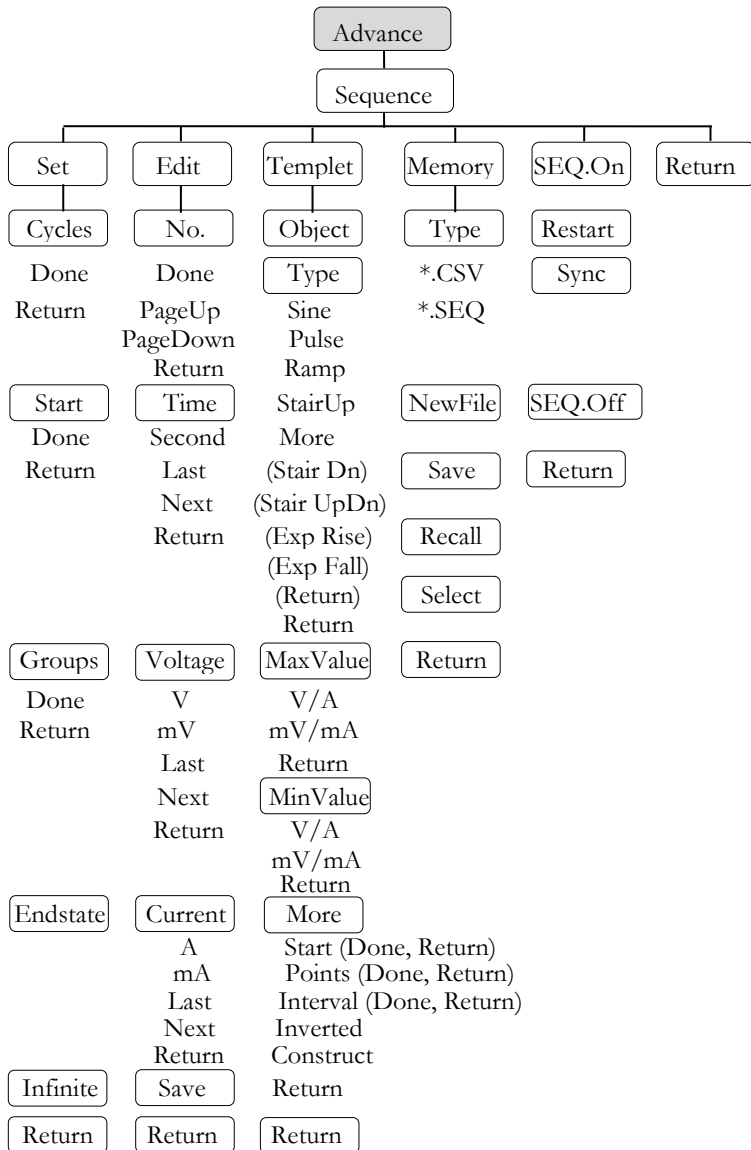 Advance
Sequence
Set Edit Templet Memory SEQ.On Return
Cycles No. Object Type Restart
Done Done Type *.CSV Sync
Return PageUp Sine *.SEQ
PageDown Pulse
Return Ramp
Start Time StairUp NewFile SEQ.Off
Done Second More
Return Last (Stair Dn) Save Return
Next (Stair UpDn)
Return (Exp Rise) Recall
(Exp Fall)
(Return) Select
Return
Groups Voltage MaxValue Return
Done V V/A
Return mV mV/mA
Last Return
Next MinValue
Return V/A
mV/mA
Return
Endstate Current More
A Start (Done, Return)
mA Points (Done, Return)
Last Interval (Done, Return)
Next Inverted
Return Construct
Infinite Save Return
Return Return Return